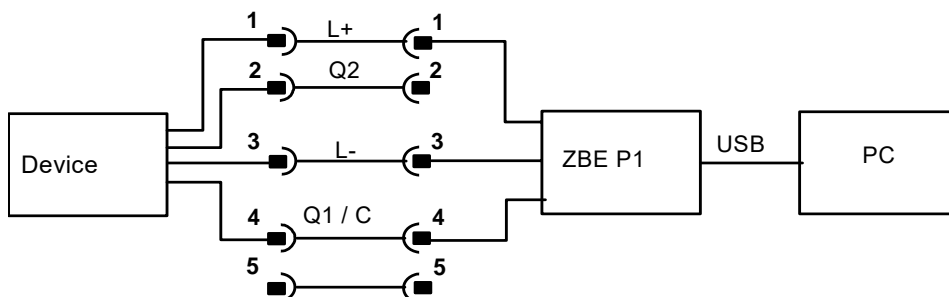 1 L+ 1
2 Q2 2
Device 3 L- 3 ZBE P1 USB PC
4 Q1 / C 4
5 5